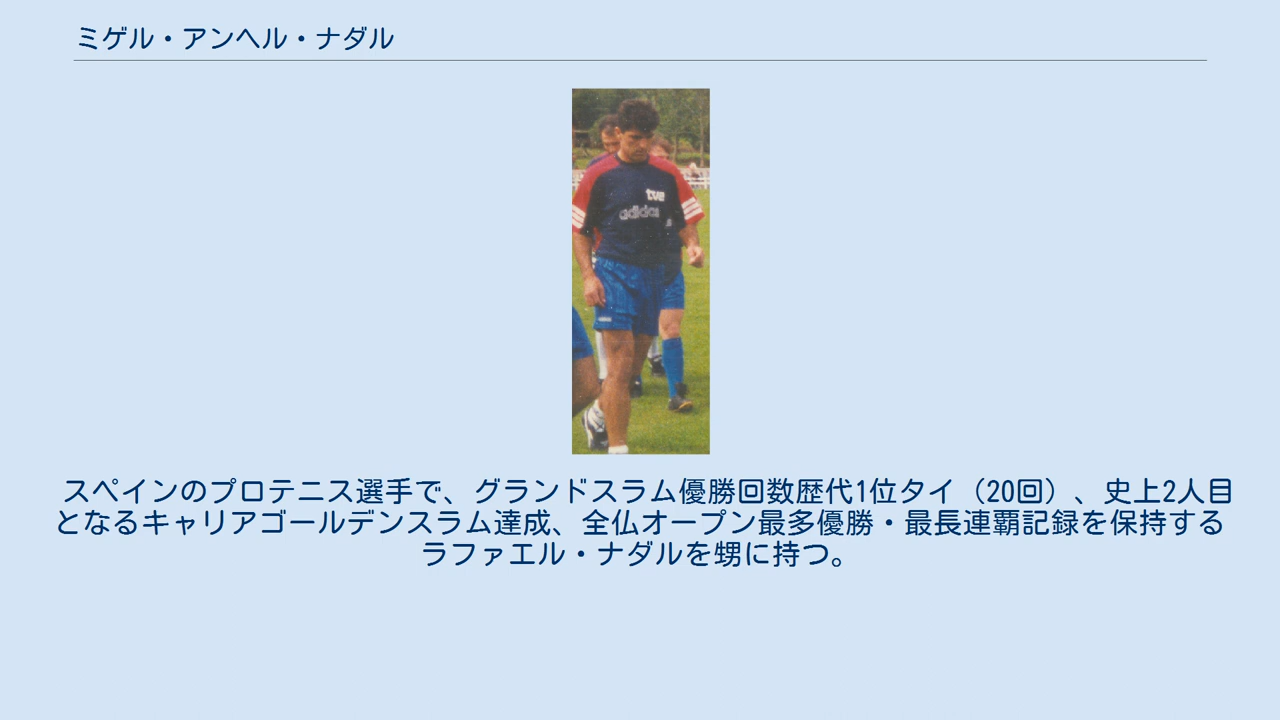 ミゲル・アンヘル・ナダル
tve
adidas
スペインのプロテニス選手で、グランドスラム優勝回数歴代1位タイ（20回）、史上2人目
となるキャリアゴールデンスラム達成、全仏オープン最多優勝・最長連覇記録を保持する
ラファエル・ナダルを甥に持つ。